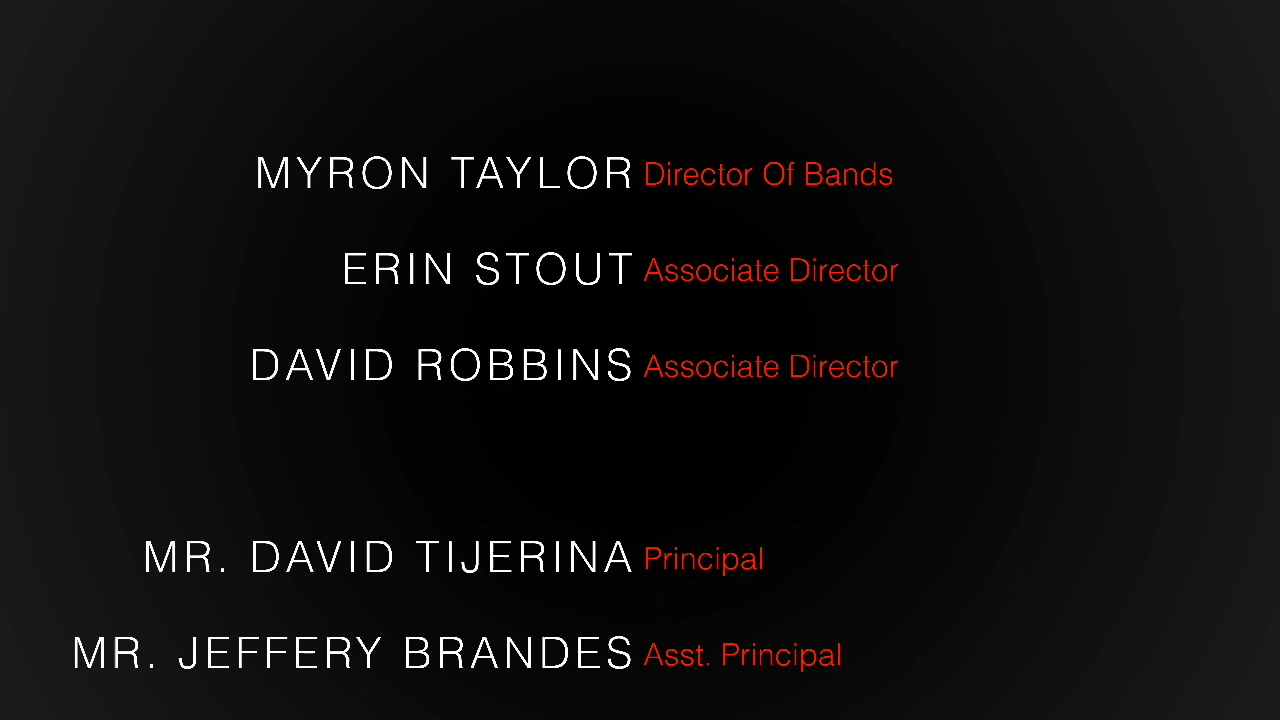 MYRON TAYLOR Director Of Bands
ERIN STOUT Associate Director
DAVID ROBBINS Associate Director
MR. DAVID TIJERINA Principal
MR. JEFFERY BRANDES Asst. Principal